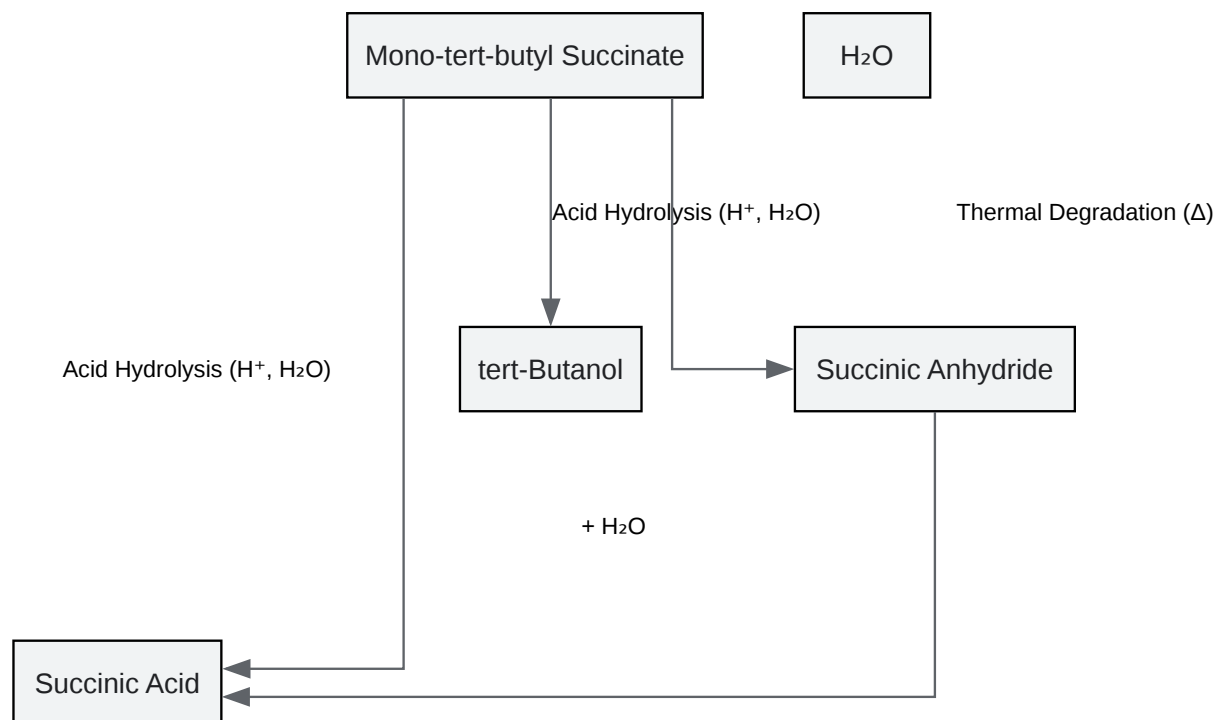 Mono-tert-butyl Succinate
H₂O
Acid Hydrolysis (H⁺, H₂O)
Thermal Degradation (Δ)
Acid Hydrolysis (H⁺, H₂O)
tert-Butanol
Succinic Anhydride
+ H₂O
Succinic Acid